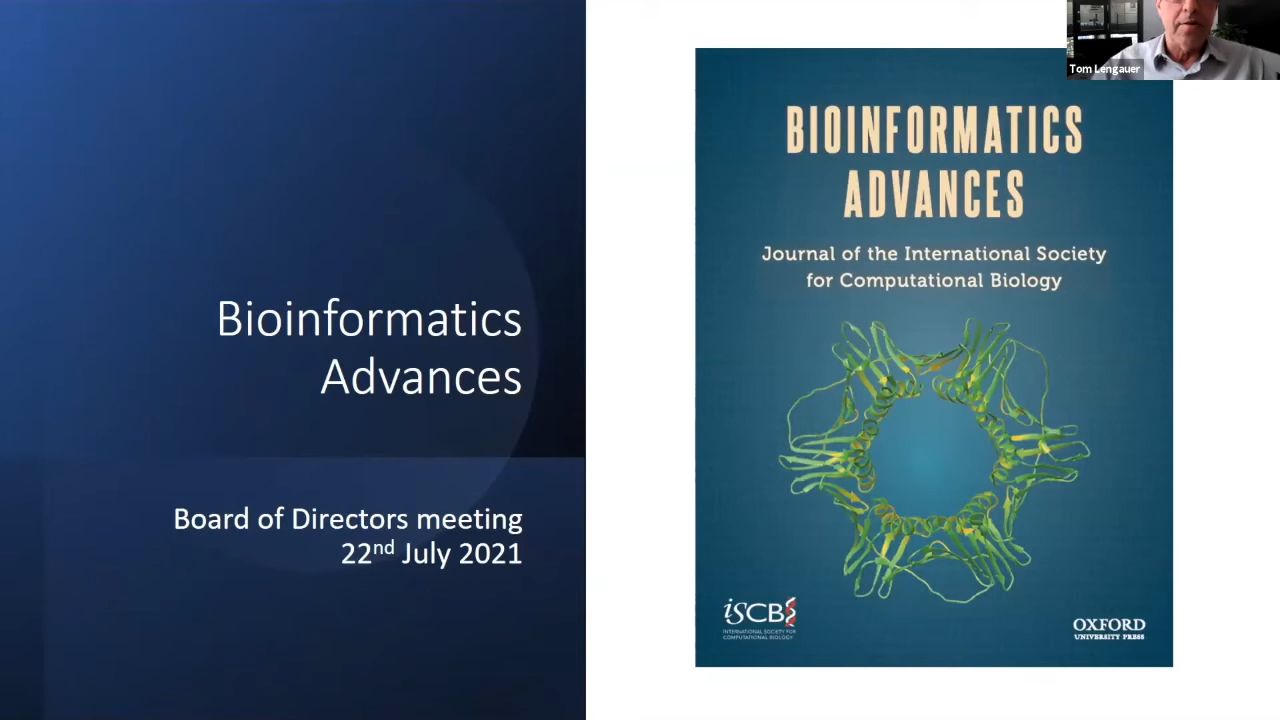 Bioinformatics
Advances
Board of Directors meeting
22nd July 2021
Tom Lengauer
BIOINFORMATICS
ADVANCES
Journal of the International Society
for Computational Biology
iSCB
INTERNATIONAL SOCIETY FOR
COMPUTATIONAL BIOLOGY
OXFORD
UNIVERSITY PRESS